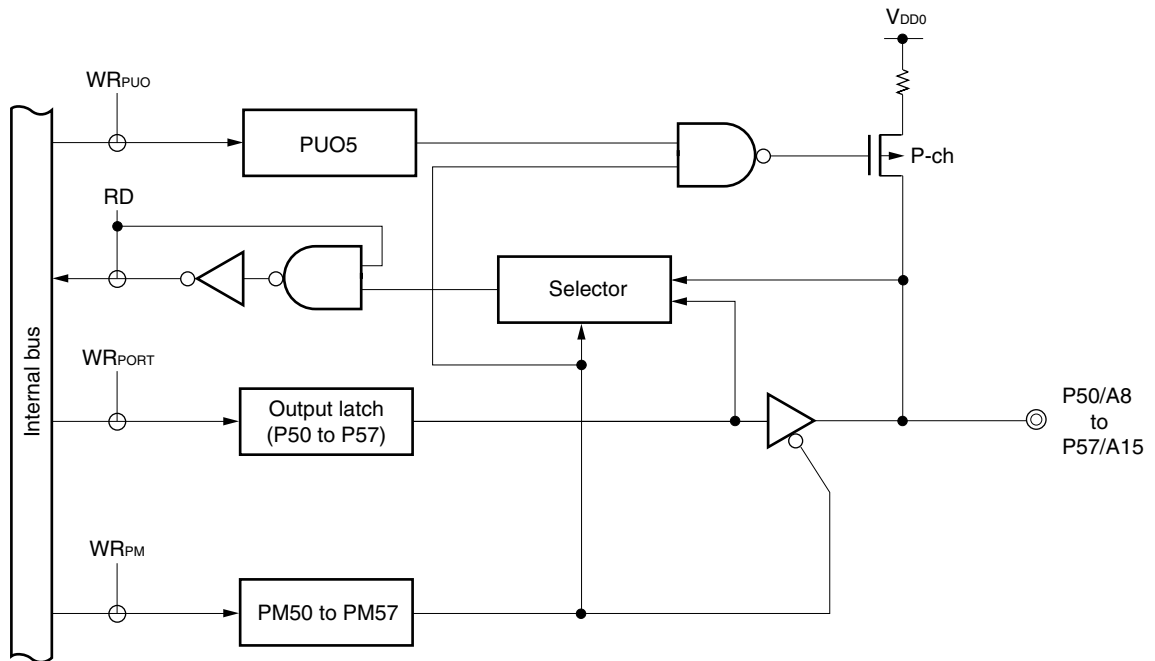 VDD0
WRPUO
PUO5
P-ch
RD
Selector
WRPORT
Internal bus
Output latch
(P50 to P57)
P50/A8
to
P57/A15
WRPM
PM50 to PM57